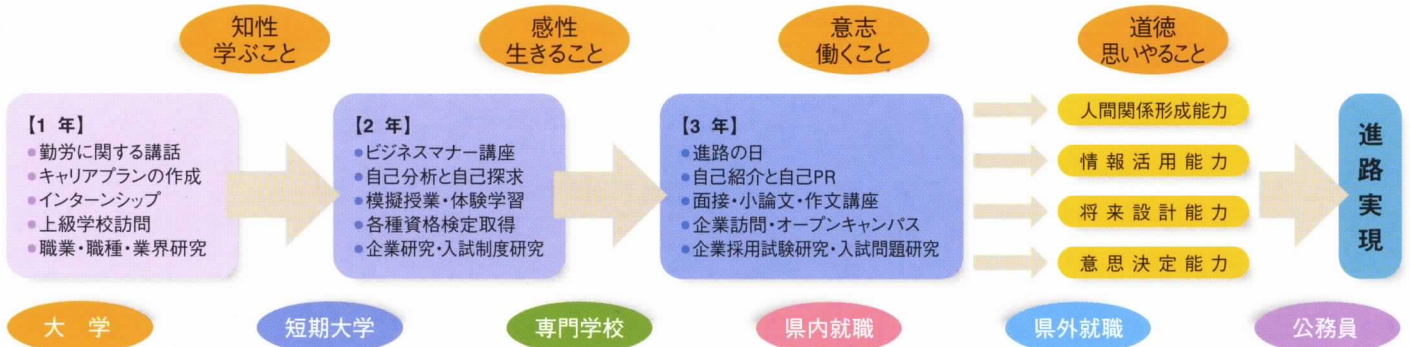 知性
学ぶこと
感性
生きること
意志
働くこと
道徳
思いやること
【1 年】
●勤労に関する講話
●キャリアプランの作成
●インターンシップ
●上級学校訪問
●職業・職種・業界研究
【2 年】
●ビジネスマナー講座
●自己分析と自己探求
●模擬授業・体験学習
●各種資格検定取得
●企業研究・入試制度研究
【3 年】
●進路の日
●自己紹介と自己PR
●面接・小論文・作文講座
●企業訪問・オープンキャンパス
●企業採用試験研究・入試問題研究
人間関係形成能力
情報活用能力
将来設計能力
意思決定能力
進路実現
大 学
短期大学
専門学校
県内就職
県外就職
公務員